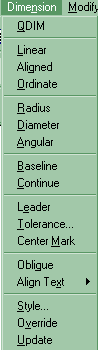 Dimension Modify
QDIM
Linear
Aligned
Ordinate
Radius
Diameter
Angular
Baseline
Continue
Leader
Tolerance...
Center Mark
Oblique
Align Text
Style...
Override
Update